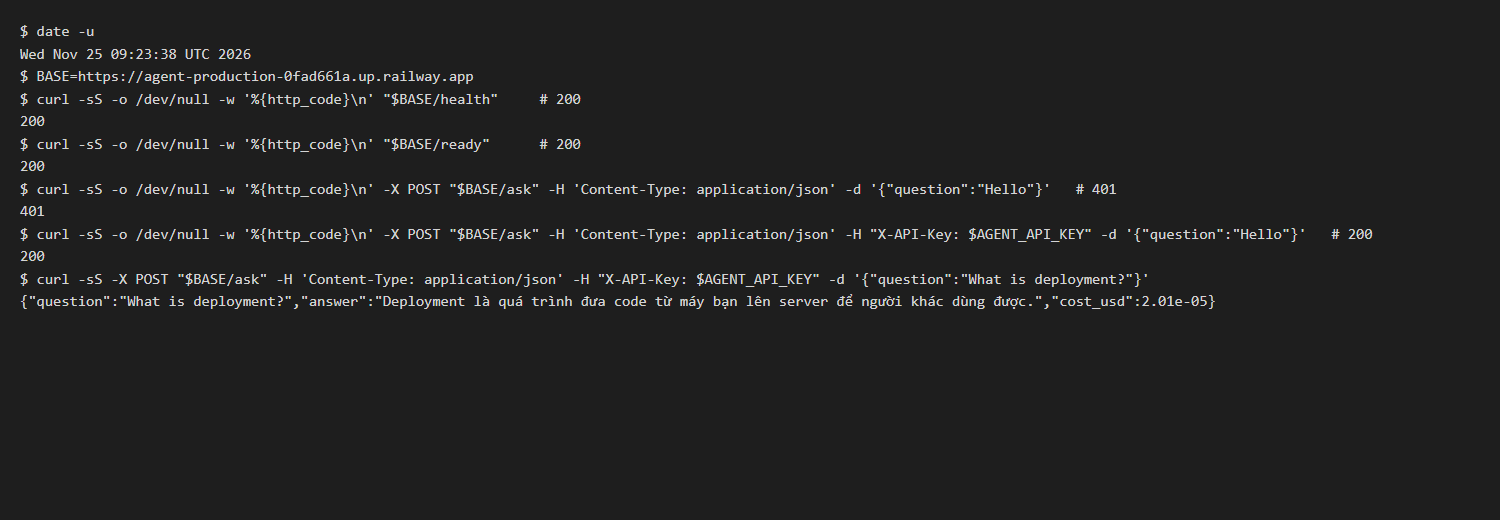 $ date -u
Wed Nov 25 09:23:38 UTC 2026
$ BASE=https://agent-production-0fad661a.up.railway.app
$ curl -sS -o /dev/null -w '%{http_code}\n' "$BASE/health"     # 200
200
$ curl -sS -o /dev/null -w '%{http_code}\n' "$BASE/ready"      # 200
200
$ curl -sS -o /dev/null -w '%{http_code}\n' -X POST "$BASE/ask" -H 'Content-Type: application/json' -d '{"question":"Hello"}'   # 401
401
$ curl -sS -o /dev/null -w '%{http_code}\n' -X POST "$BASE/ask" -H 'Content-Type: application/json' -H "X-API-Key: $AGENT_API_KEY" -d '{"question":"Hello"}'   # 200
200
$ curl -sS -X POST "$BASE/ask" -H 'Content-Type: application/json' -H "X-API-Key: $AGENT_API_KEY" -d '{"question":"What is deployment?"}'
{"question":"What is deployment?","answer":"Deployment là quá trình đưa code từ máy bạn lên server để người khác dùng được.","cost_usd":2.01e-05}